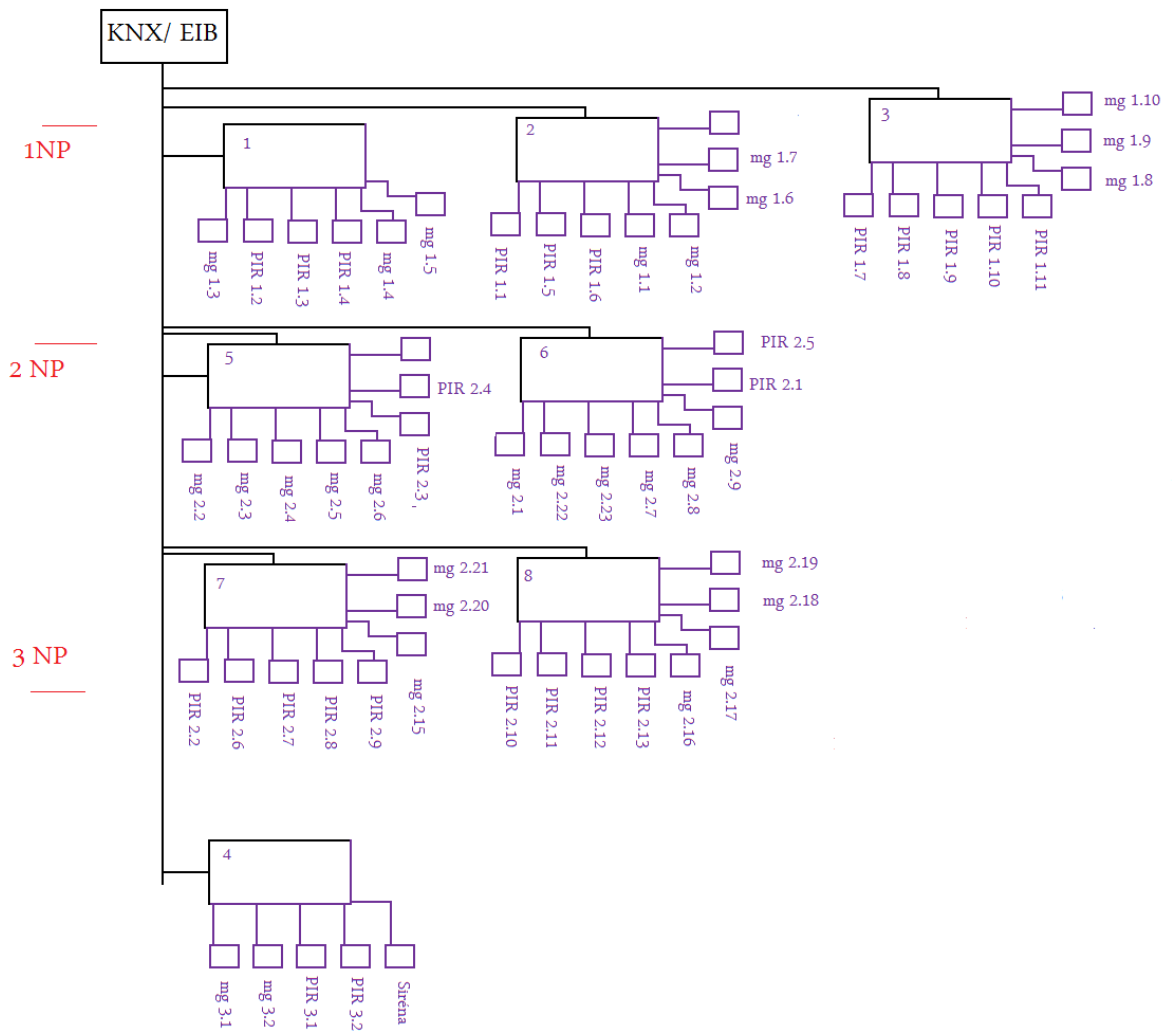 KNX/ EIB
1NP
1
mg 1.3
PIR 1.2
PIR 1.3
PIR 1.4
mg 1.4
mg 1.5
2
mg 1.7
mg 1.6
PIR 1.1
PIR 1.5
PIR 1.6
mg 1.1
mg 1.2
3
mg 1.10
mg 1.9
mg 1.8
PIR 1.7
PIR 1.8
PIR 1.9
PIR 1.10
PIR 1.11
2 NP
5
PIR 2.4
PIR 2.3 ,
mg 2.2
mg 2.3
mg 2.4
mg 2.5
mg 2.6
6
PIR 2.5
PIR 2.1
mg 2.9
mg 2.1
mg 2.22
mg 2.23
mg 2.7
mg 2.8
3 NP
7
mg 2.21
mg 2.20
mg 2.15
PIR 2.2
PIR 2.6
PIR 2.7
PIR 2.8
PIR 2.9
8
mg 2.19
mg 2.18
mg 2.17
PIR 2.10
PIR 2.11
PIR 2.12
PIR 2.13
mg 2.16
4
mg 3.1
mg 3.2
PIR 3.1
PIR 3.2
Siréna